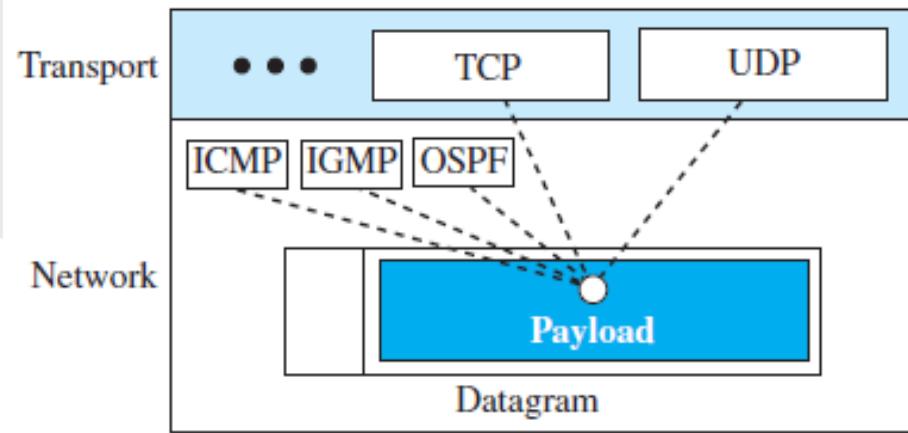 Transport
TCP
UDP
ICMP
IGMP
OSPF
Network
Payload
Datagram